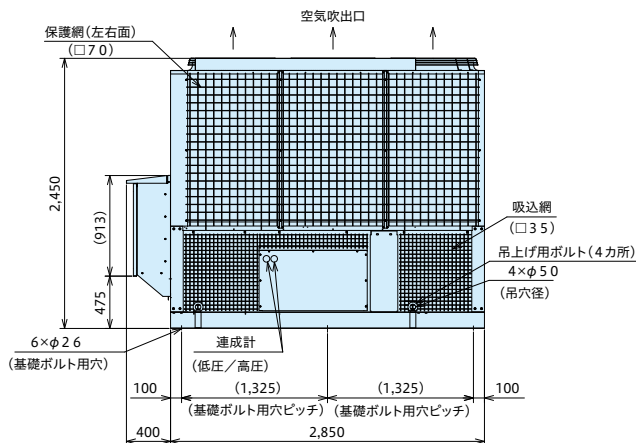 空気吹出口
保護網(左右面)
(□70)
2,450
(913)
475
吸込網
(□35)
吊上げ用ボルト(4カ所)
4×φ50
(吊穴径)
6×φ26
(基礎ボルト用穴)
連成計
(低圧/高圧)
100
(1,325)
(1,325)
100
(基礎ボルト用穴ピッチ)
(基礎ボルト用穴ピッチ)
400
2,850